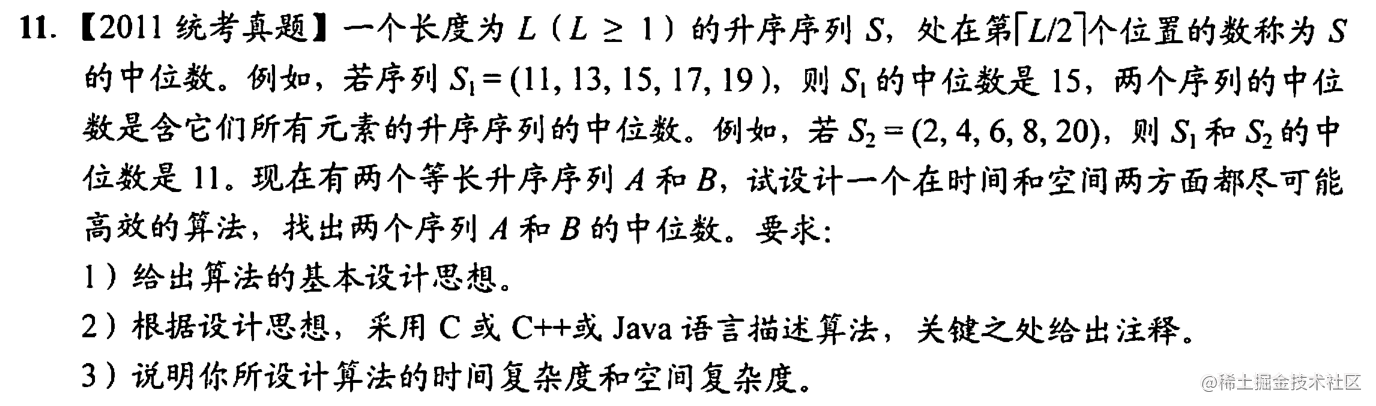 11. 【2011 统考真题】一个长度为 L（L ≥ 1）的升序序列 S，处在第⌈L/2⌉个位置的数称为 S
的中位数。例如，若序列 S₁ = (11, 13, 15, 17, 19 )，则 S₁ 的中位数是 15，两个序列的中位
数是含它们所有元素的升序序列的中位数。例如，若 S₂ = (2, 4, 6, 8, 20)，则 S₁ 和 S₂ 的中
位数是 11。现在有两个等长升序序列 A 和 B，试设计一个在时间和空间两方面都尽可能
高效的算法，找出两个序列 A 和 B 的中位数。要求：
1）给出算法的基本设计思想。
2）根据设计思想，采用 C 或 C++或 Java 语言描述算法，关键之处给出注释。
3）说明你所设计算法的时间复杂度和空间复杂度。
@稀土掘金技术社区